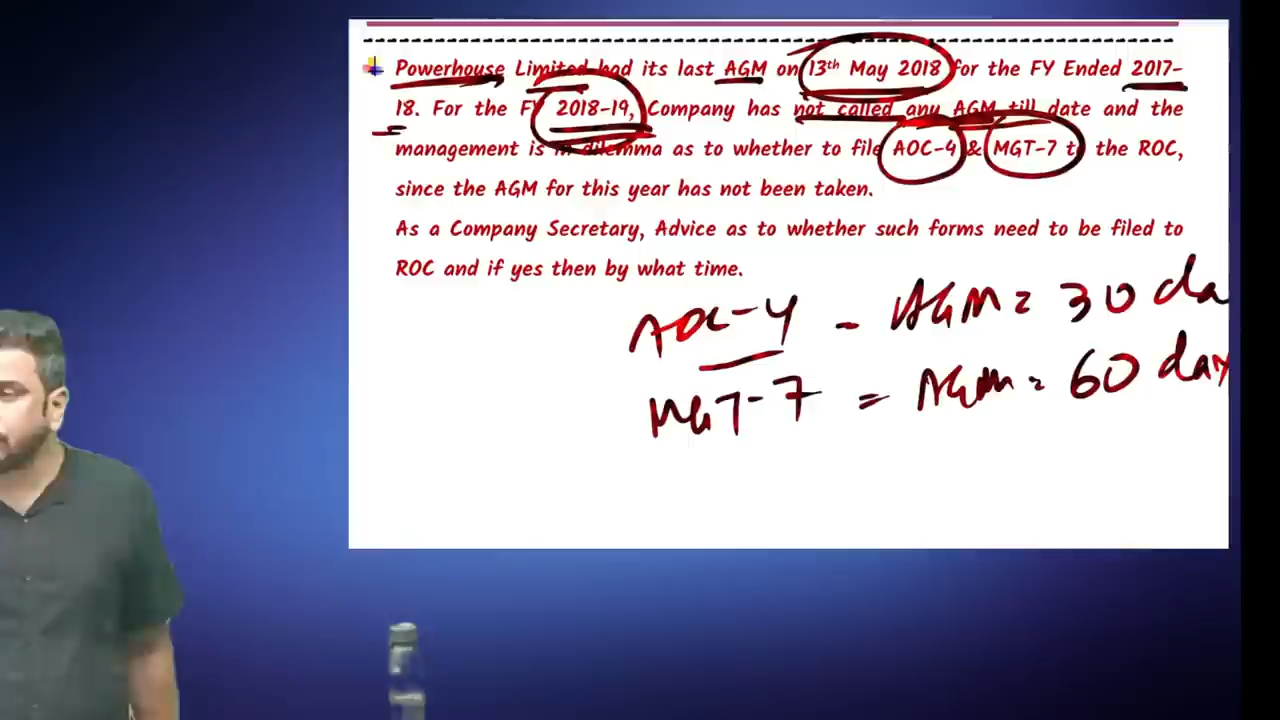 Powerhouse Limited had its last AGM on 13th May 2018 for the FY Ended 2017-
18. For the FY 2018-19, Company has not called any AGM till date and the
management is in dilemma as to whether to file AOC-4 & MGT-7 to the ROC,
since the AGM for this year has not been taken.
As a Company Secretary, Advice as to whether such forms need to be filed to
ROC and if yes then by what time.
AOC-4 - AGM = 30 da
MGT-7 = AGM = 60 day